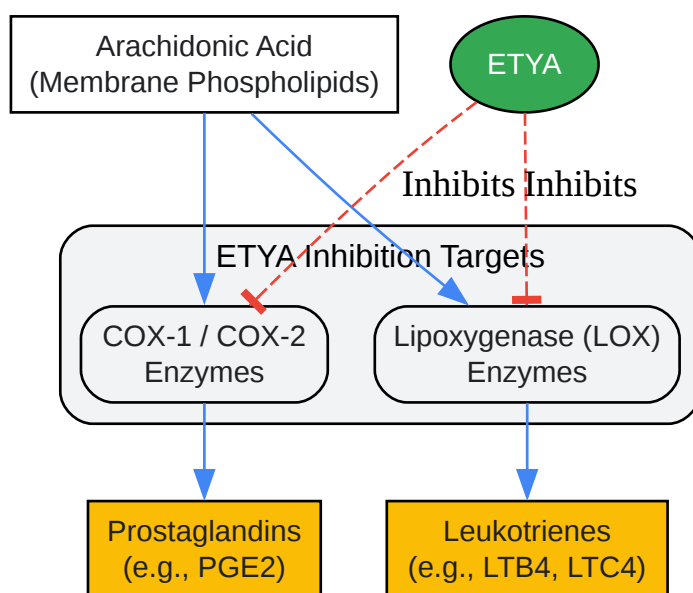 Arachidonic Acid
(Membrane Phospholipids)
ETYA
Inhibits Inhibits
ETYA Inhibition Targets
COX-1 / COX-2
Enzymes
Lipoxygenase (LOX)
Enzymes
Prostaglandins
(e.g., PGE2)
Leukotrienes
(e.g., LTB4, LTC4)